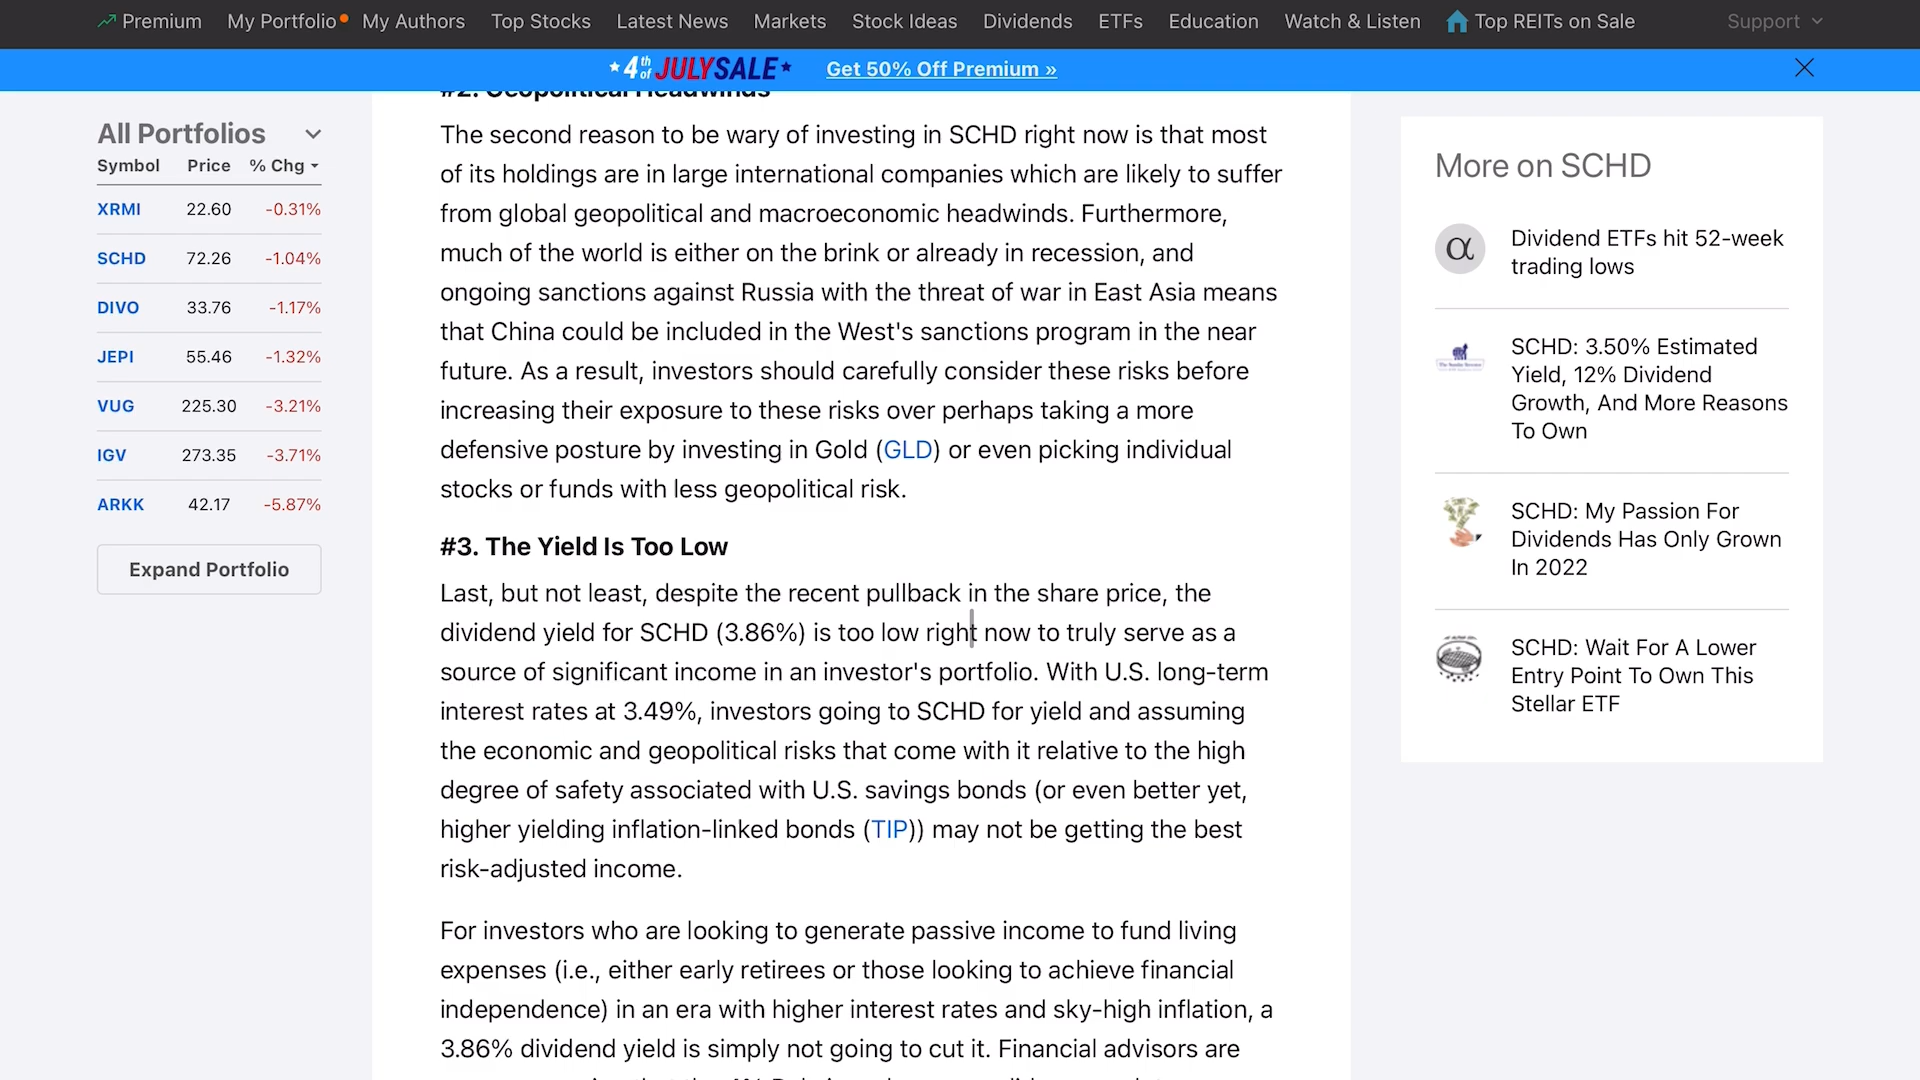 Premium My Portfolio My Authors Top Stocks Latest News Markets Stock Ideas Dividends ETFs Education Watch & Listen Top REITs on Sale Support
4th of JULY SALE Get 50% Off Premium »
All Portfolios
Symbol Price % Chg
XRMI 22.60 -0.31%
SCHD 72.26 -1.04%
DIVO 33.76 -1.17%
JEPI 55.46 -1.32%
VUG 225.30 -3.21%
IGV 273.35 -3.71%
ARKK 42.17 -5.87%
Expand Portfolio
#2. Geopolitical Headwinds
The second reason to be wary of investing in SCHD right now is that most
of its holdings are in large international companies which are likely to suffer
from global geopolitical and macroeconomic headwinds. Furthermore,
much of the world is either on the brink or already in recession, and
ongoing sanctions against Russia with the threat of war in East Asia means
that China could be included in the West's sanctions program in the near
future. As a result, investors should carefully consider these risks before
increasing their exposure to these risks over perhaps taking a more
defensive posture by investing in Gold (GLD) or even picking individual
stocks or funds with less geopolitical risk.
#3. The Yield Is Too Low
Last, but not least, despite the recent pullback in the share price, the
dividend yield for SCHD (3.86%) is too low right now to truly serve as a
source of significant income in an investor's portfolio. With U.S. long-term
interest rates at 3.49%, investors going to SCHD for yield and assuming
the economic and geopolitical risks that come with it relative to the high
degree of safety associated with U.S. savings bonds (or even better yet,
higher yielding inflation-linked bonds (TIP)) may not be getting the best
risk-adjusted income.
For investors who are looking to generate passive income to fund living
expenses (i.e., either early retirees or those looking to achieve financial
independence) in an era with higher interest rates and sky-high inflation, a
3.86% dividend yield is simply not going to cut it. Financial advisors are
More on SCHD
α
Dividend ETFs hit 52-week
trading lows
SCHD: 3.50% Estimated
Yield, 12% Dividend
Growth, And More Reasons
To Own
SCHD: My Passion For
Dividends Has Only Grown
In 2022
SCHD: Wait For A Lower
Entry Point To Own This
Stellar ETF